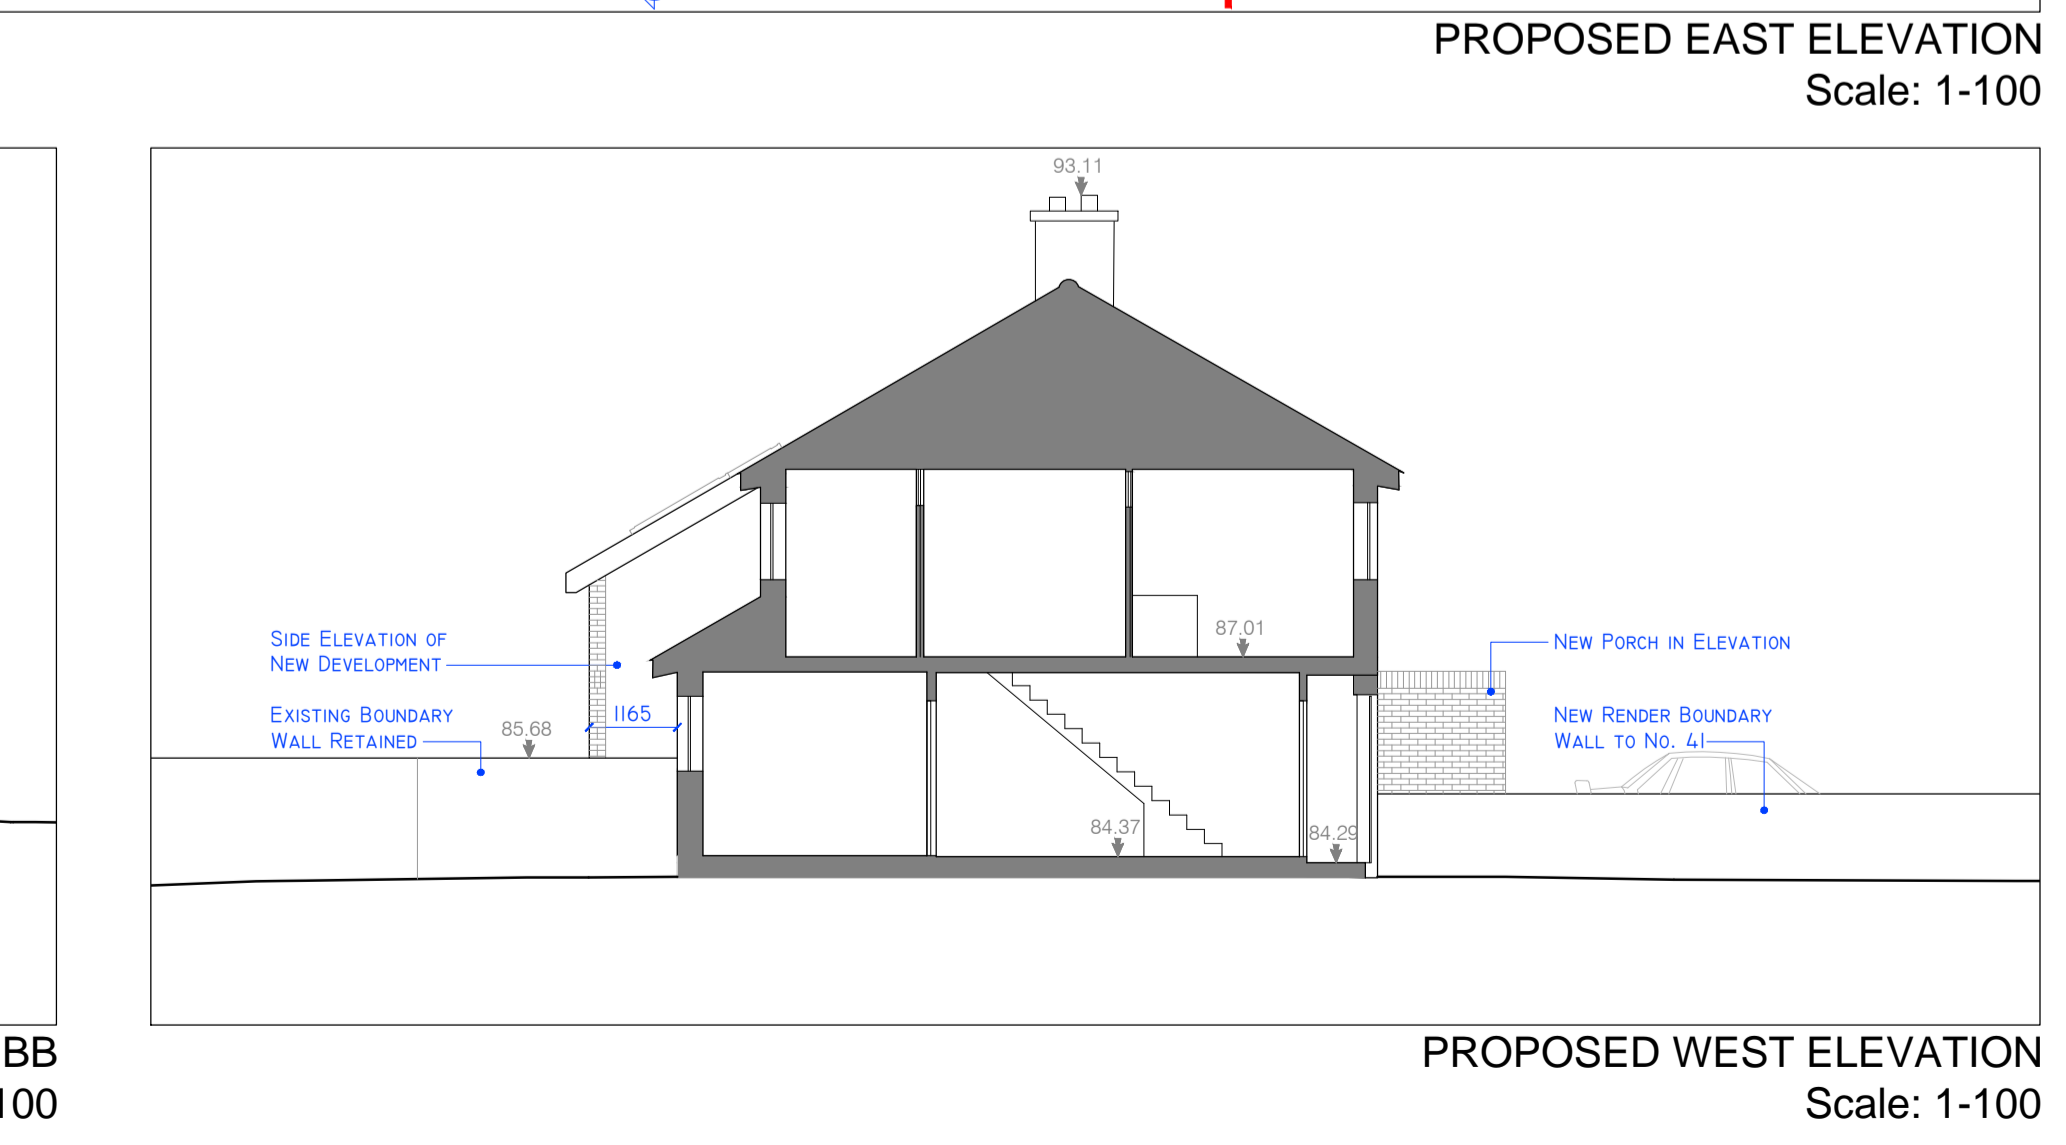 PROPOSED EAST ELEVATION
Scale: 1-100
93.11
87.01
SIDE ELEVATION OF
NEW DEVELOPMENT
NEW PORCH IN ELEVATION
EXISTING BOUNDARY
WALL RETAINED
85.68
1165
NEW RENDER BOUNDARY
WALL TO NO. 41
84.37
84.29
BB
100
PROPOSED WEST ELEVATION
Scale: 1-100